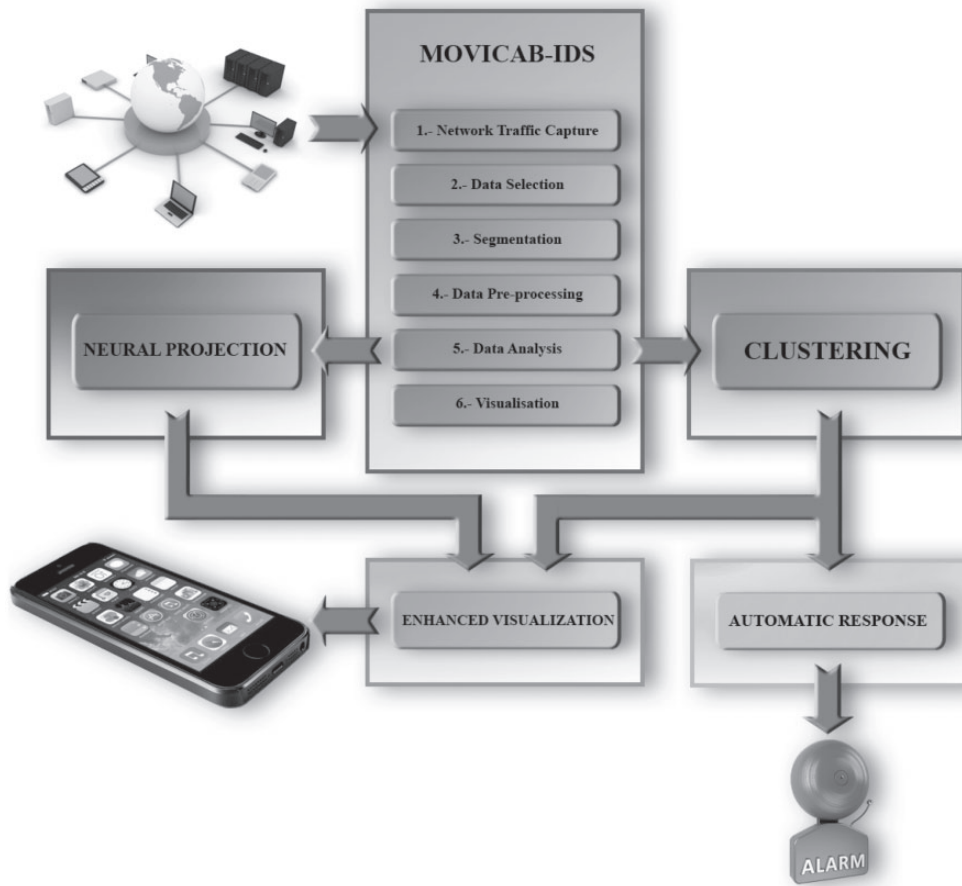 MOVICAB-IDS
1.- Network Traffic Capture
2.- Data Selection
3.- Segmentation
4.- Data Pre-processing
5.- Data Analysis
6.- Visualisation
NEURAL PROJECTION
CLUSTERING
ENHANCED VISUALIZATION
AUTOMATIC RESPONSE
ALARM